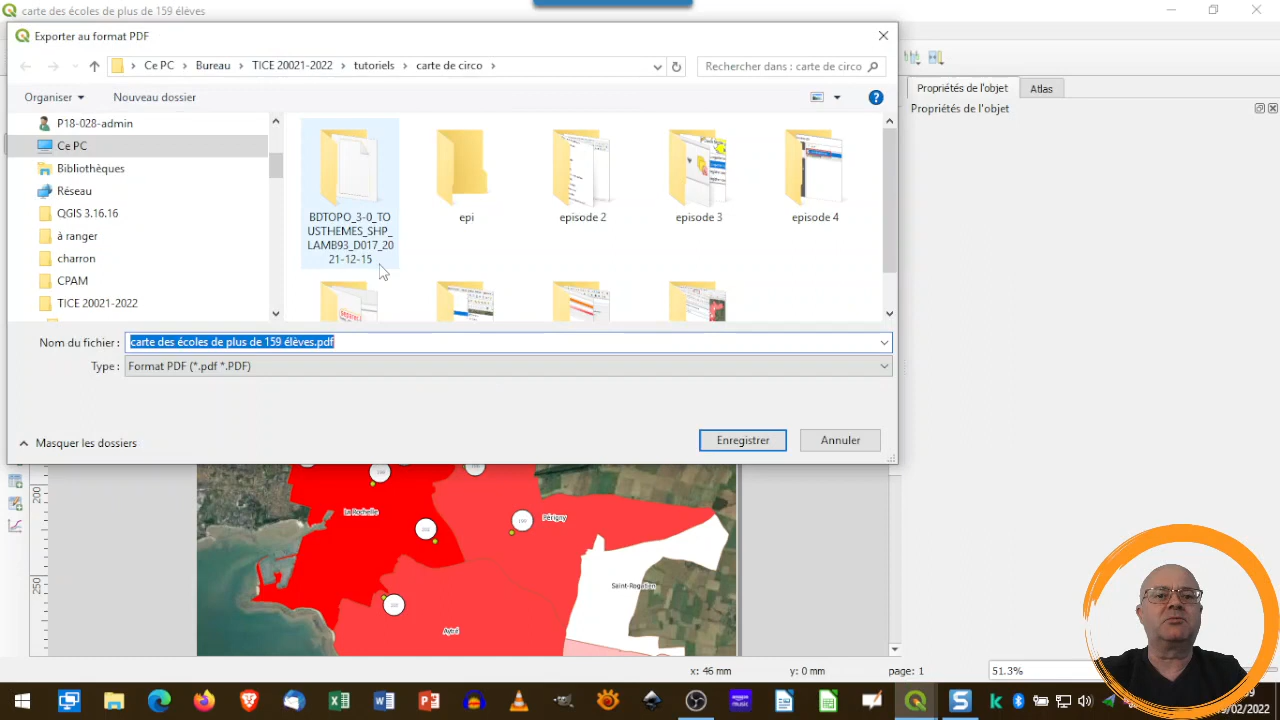 carte des écoles de plus de 159 élèves
Exporter au format PDF
Ce PC
Bureau
TICE 20021-2022
tutoriels
carte de circo
Rechercher dans : carte de circo
Organiser
Nouveau dossier
Propriétés de l'objet
Atlas
Propriétés de l'objet
P18-028-admin
Ce PC
Bibliothèques
Réseau
QGIS 3.16.16
à ranger
charron
CPAM
TICE 20021-2022
BDTOPO_3-0_TO
USTHEMES_SHP_
LAMB93_D017_20
21-12-15
epi
episode 2
episode 3
episode 4
Nom du fichier :
carte des écoles de plus de 159 élèves.pdf
Type :
Format PDF (*.pdf *.PDF)
Masquer les dossiers
Enregistrer
Annuler
200
250
La Rochelle
Périgny
Saint-Rogatien
Aytré
x: 46 mm
y: 0 mm
page: 1
51.3%